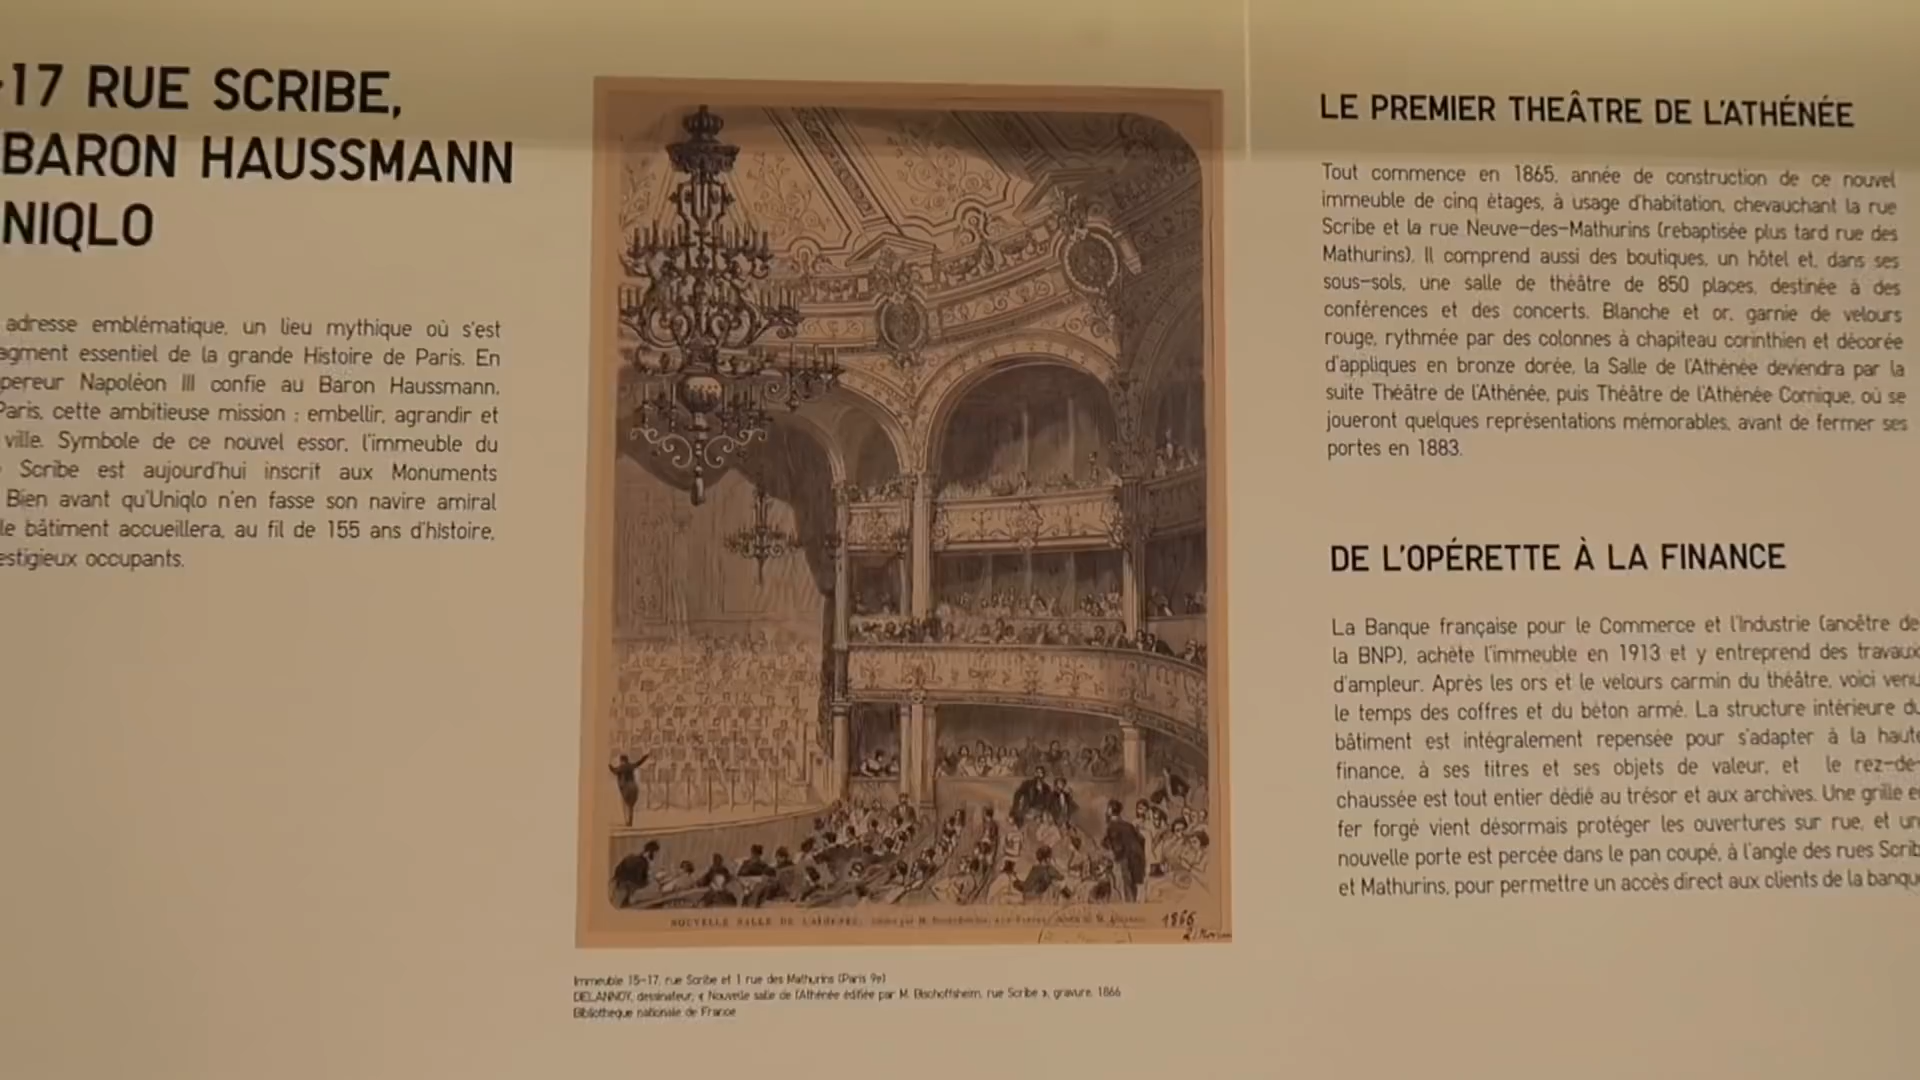 -17 RUE SCRIBE,
BARON HAUSSMANN
NIQLO
adresse emblématique, un lieu mythique où s'est
agment essentiel de la grande Histoire de Paris. En
pereur Napoléon III confie au Baron Haussmann,
Paris, cette ambitieuse mission : embellir, agrandir et
ville. Symbole de ce nouvel essor, l'immeuble du
Scribe est aujourd'hui inscrit aux Monuments
Bien avant qu'Uniqlo n'en fasse son navire amiral
le bâtiment accueillera, au fil de 155 ans d'histoire,
estigieux occupants.
NOUVELLE SALLE DE L'ATHÉNÉE,
1866
Immeuble 15-17, rue Scribe et 1 rue des Mathurins (Paris 9e)
DELANNOY, dessinateur, « Nouvelle salle de l'Athénée édifiée par M. Bischoffsheim, rue Scribe », gravure, 1866
Bibliothèque nationale de France
LE PREMIER THEÂTRE DE L'ATHÉNÉE
Tout commence en 1865, année de construction de ce nouvel
immeuble de cinq étages, à usage d'habitation, chevauchant la rue
Scribe et la rue Neuve-des-Mathurins (rebaptisée plus tard rue des
Mathurins). Il comprend aussi des boutiques, un hôtel et, dans ses
sous-sols, une salle de théâtre de 850 places, destinée à des
conférences et des concerts. Blanche et or, garnie de velours
rouge, rythmée par des colonnes à chapiteau corinthien et décorée
d'appliques en bronze dorée, la Salle de l'Athénée deviendra par la
suite Théâtre de l'Athénée, puis Théâtre de l'Athénée Comique, où se
joueront quelques représentations mémorables, avant de fermer ses
portes en 1883.
DE L'OPÉRETTE À LA FINANCE
La Banque française pour le Commerce et l'Industrie (ancêtre de
la BNP), achète l'immeuble en 1913 et y entreprend des travaux
d'ampleur. Après les ors et le velours carmin du théâtre, voici venu
le temps des coffres et du béton armé. La structure intérieure du
bâtiment est intégralement repensée pour s'adapter à la haute
finance, à ses titres et ses objets de valeur, et le rez-de-
chaussée est tout entier dédié au trésor et aux archives. Une grille e
fer forgé vient désormais protéger les ouvertures sur rue, et un
nouvelle porte est percée dans le pan coupé, à l'angle des rues Scrib
et Mathurins, pour permettre un accès direct aux clients de la banqu